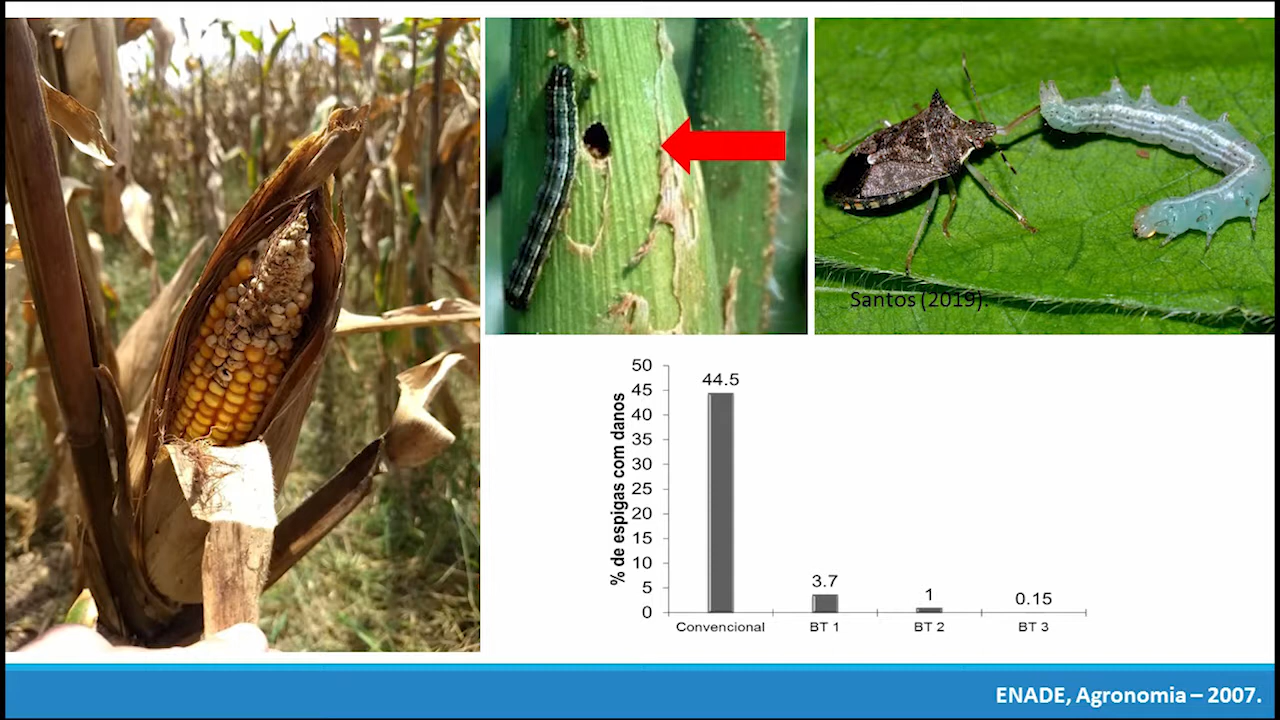 Santos (2019).
% de espigas com danos
50
45
40
35
30
25
20
15
10
5
0
44.5
3.7
1
0.15
Convencional
BT 1
BT 2
BT 3
ENADE, Agronomia – 2007.